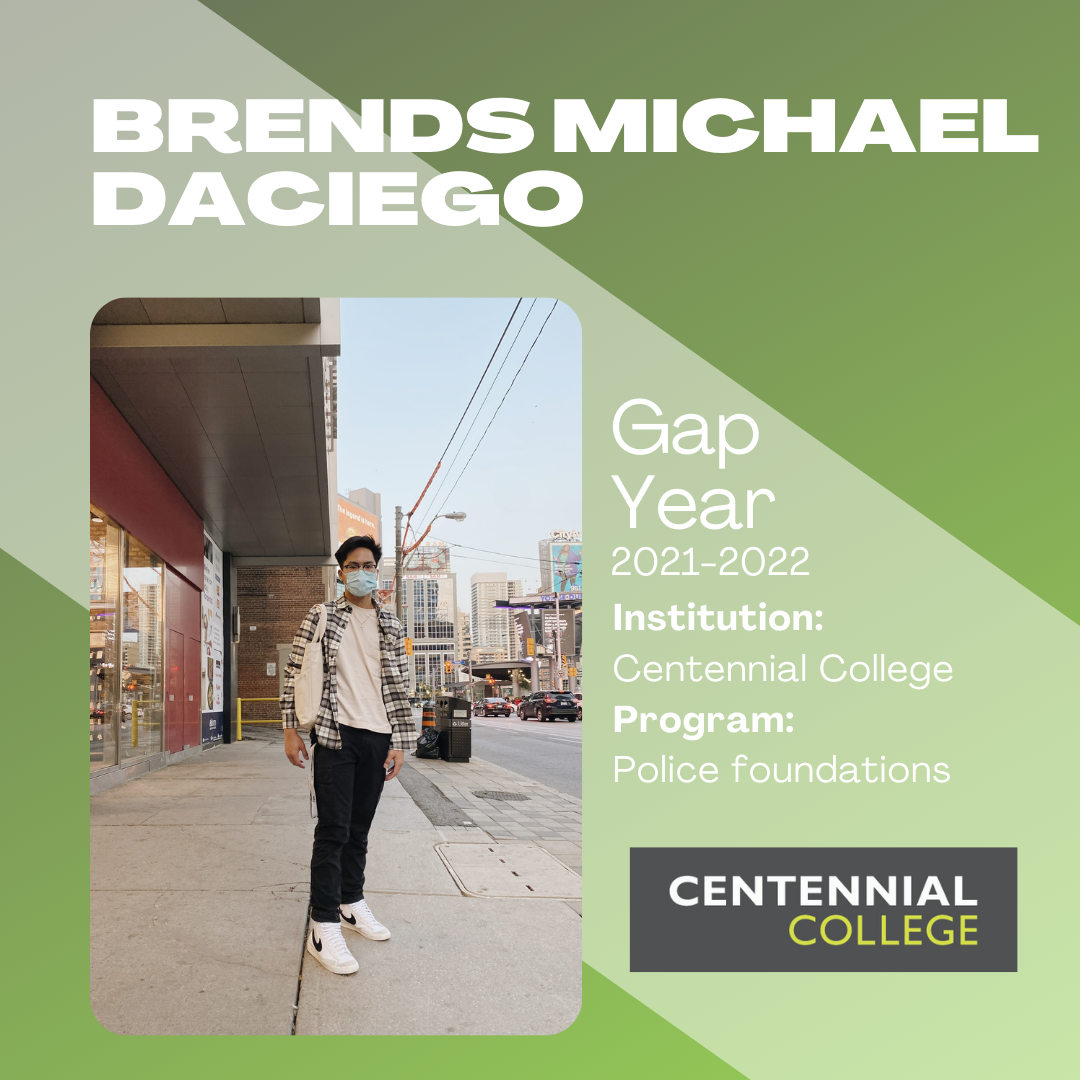 BRENDS MICHAEL
DACIEGO
Gap
Year
2021-2022
Institution:
Centennial College
Program:
Police foundations
CENTENNIAL
COLLEGE